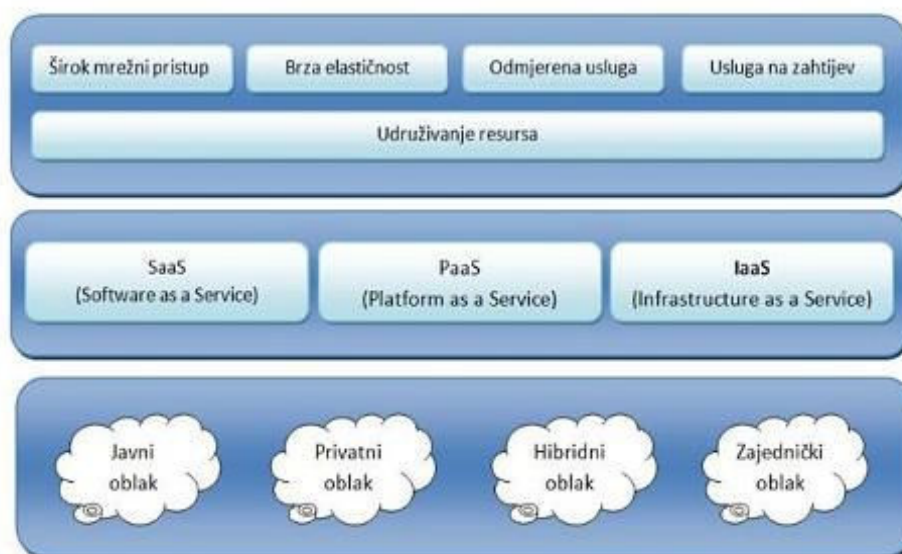 Širok mrežni pristup
Brza elastičnost
Odmjerena usluga
Usluga na zahtijev
Udruživanje resursa
SaaS
(Software as a Service)
PaaS
(Platform as a Service)
IaaS
(Infrastructure as a Service)
Javni
oblak
Privatni
oblak
Hibridni
oblak
Zajednički
oblak